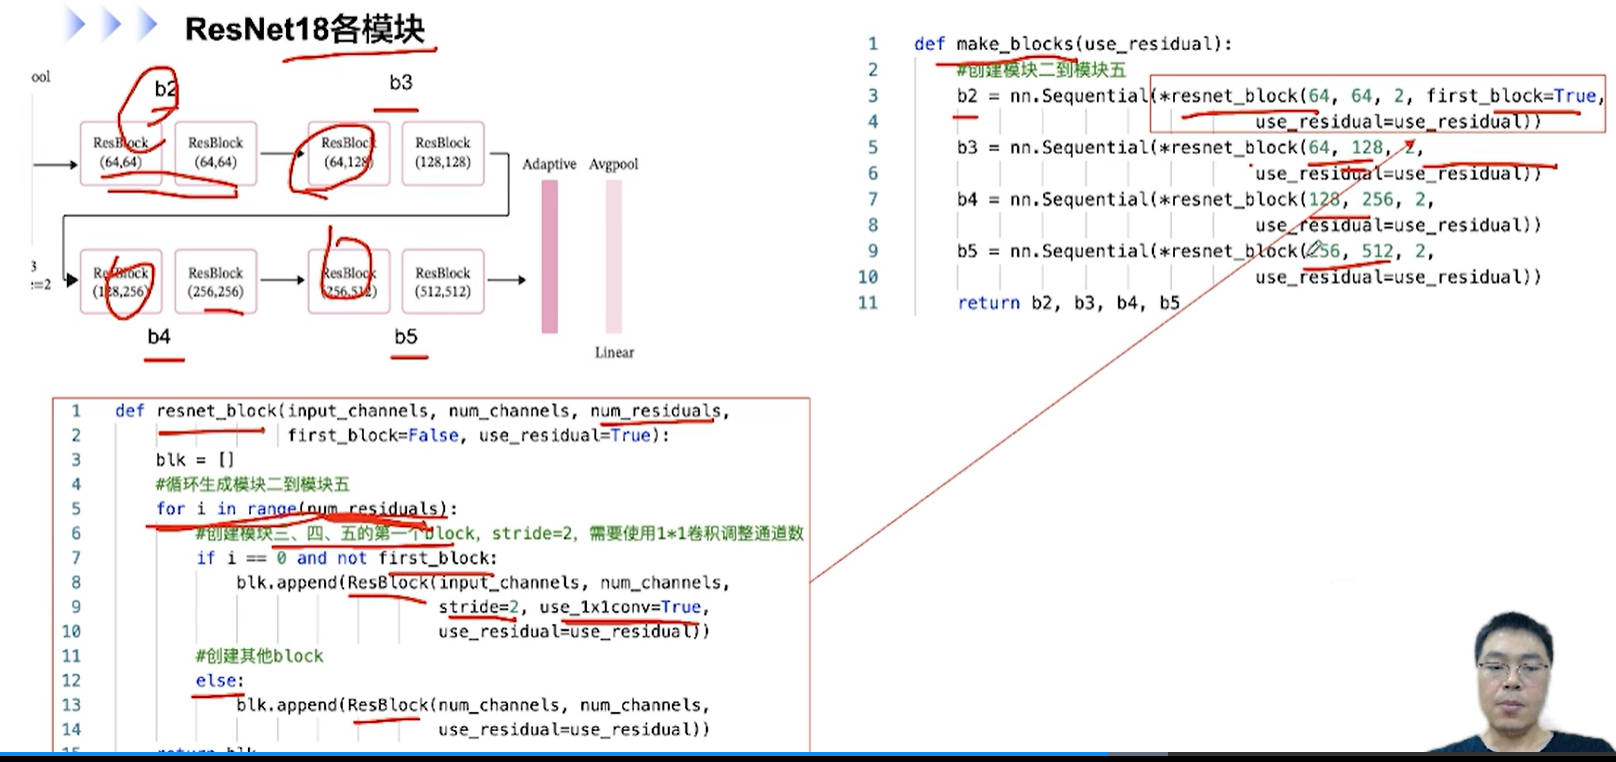 ResNet18各模块
ool
b2
b3
ResBlock
(64,64)
ResBlock
(64,64)
ResBlock
(64,128)
ResBlock
(128,128)
Adaptive
Avgpool
3
=2
ResBlock
(128,256)
ResBlock
(256,256)
ResBlock
(256,512)
ResBlock
(512,512)
b4
b5
Linear
1 def make_blocks(use_residual):
2 #创建模块二到模块五
3 b2 = nn.Sequential(*resnet_block(64, 64, 2, first_block=True,
4 use_residual=use_residual))
5 b3 = nn.Sequential(*resnet_block(64, 128, 2,
6 use_residual=use_residual))
7 b4 = nn.Sequential(*resnet_block(128, 256, 2,
8 use_residual=use_residual))
9 b5 = nn.Sequential(*resnet_block(256, 512, 2,
10 use_residual=use_residual))
11 return b2, b3, b4, b5
1 def resnet_block(input_channels, num_channels, num_residuals,
2 first_block=False, use_residual=True):
3 blk = []
4 #循环生成模块二到模块五
5 for i in range(num_residuals):
6 #创建模块三、四、五的第一个block, stride=2, 需要使用1*1卷积调整通道数
7 if i == 0 and not first_block:
8 blk.append(ResBlock(input_channels, num_channels,
9 stride=2, use_1x1conv=True,
10 use_residual=use_residual))
11 #创建其他block
12 else:
13 blk.append(ResBlock(num_channels, num_channels,
14 use_residual=use_residual))